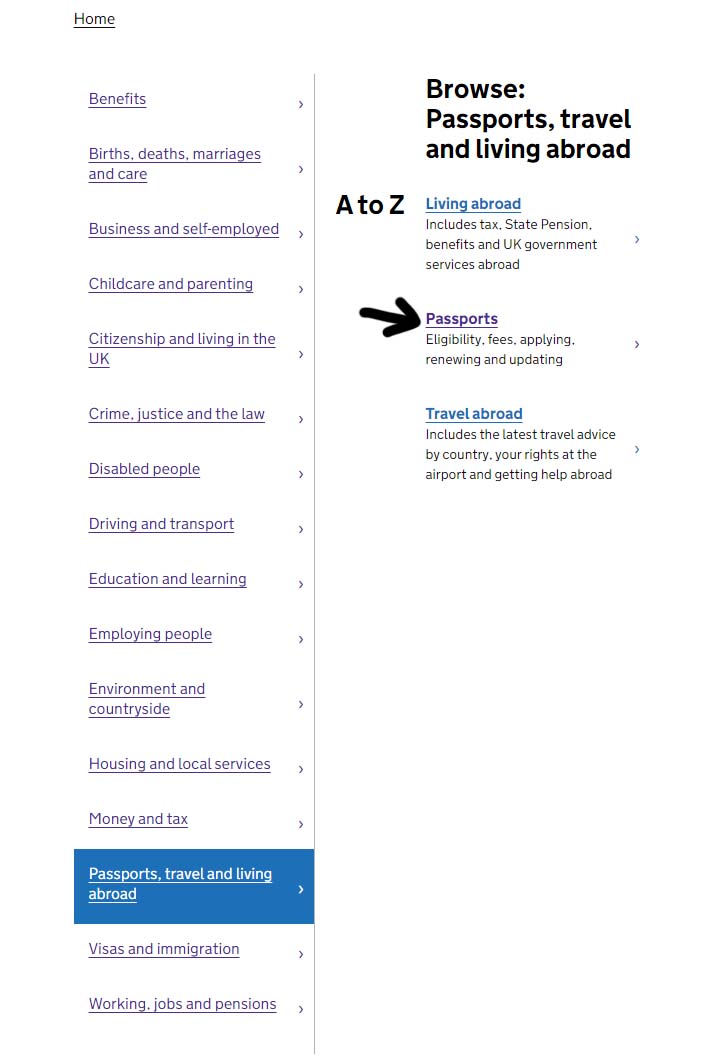 Home
Benefits
Births, deaths, marriages
and care
Business and self-employed
Childcare and parenting
Citizenship and living in the
UK
Crime, justice and the law
Disabled people
Driving and transport
Education and learning
Employing people
Environment and
countryside
Housing and local services
Money and tax
Passports, travel and living
abroad
Visas and immigration
Working, jobs and pensions
Browse:
Passports, travel
and living abroad
A to Z
Living abroad
Includes tax, State Pension,
benefits and UK government
services abroad
Passports
Eligibility, fees, applying,
renewing and updating
Travel abroad
Includes the latest travel advice
by country, your rights at the
airport and getting help abroad